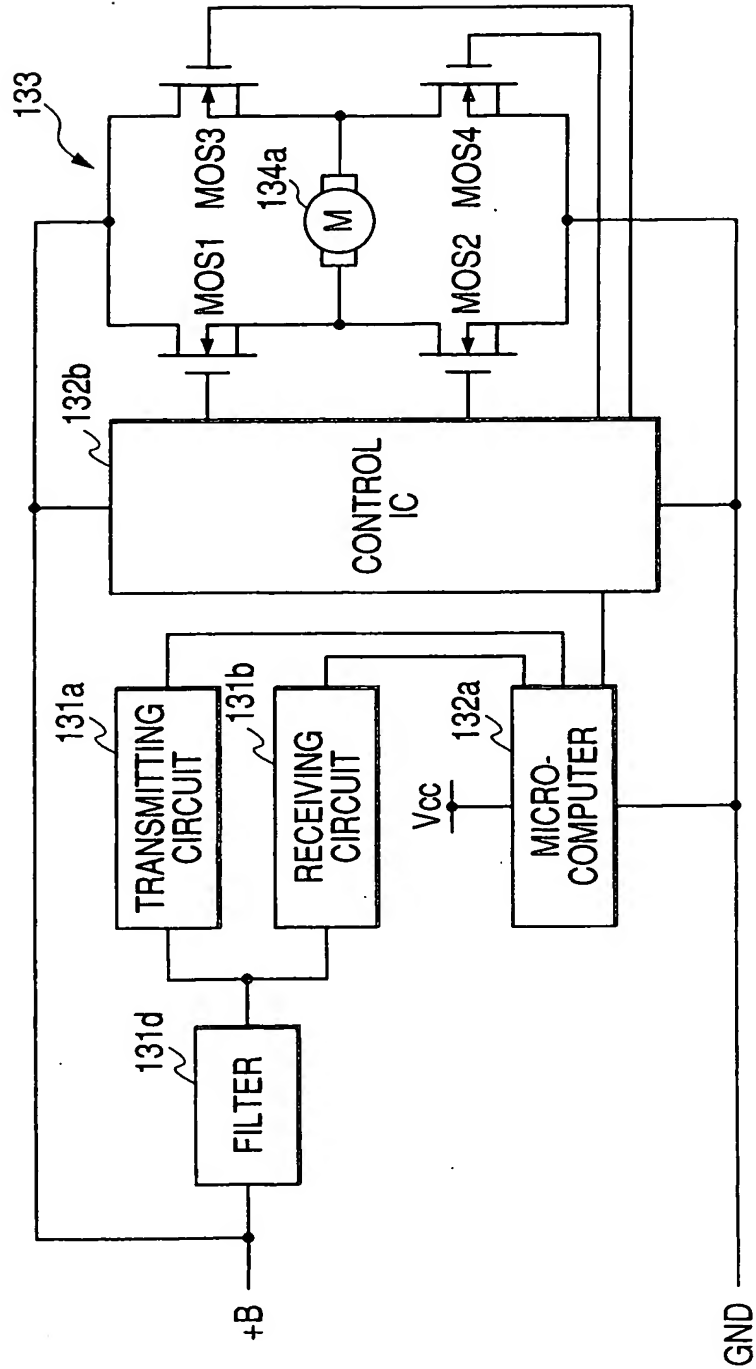 133
MOS1
MOS3
134a
M
MOS2
MOS4
132b
CONTROL
IC
131a
TRANSMITTING
CIRCUIT
131b
RECEIVING
CIRCUIT
Vcc
132a
MICRO-
COMPUTER
131d
FILTER
+B
GND